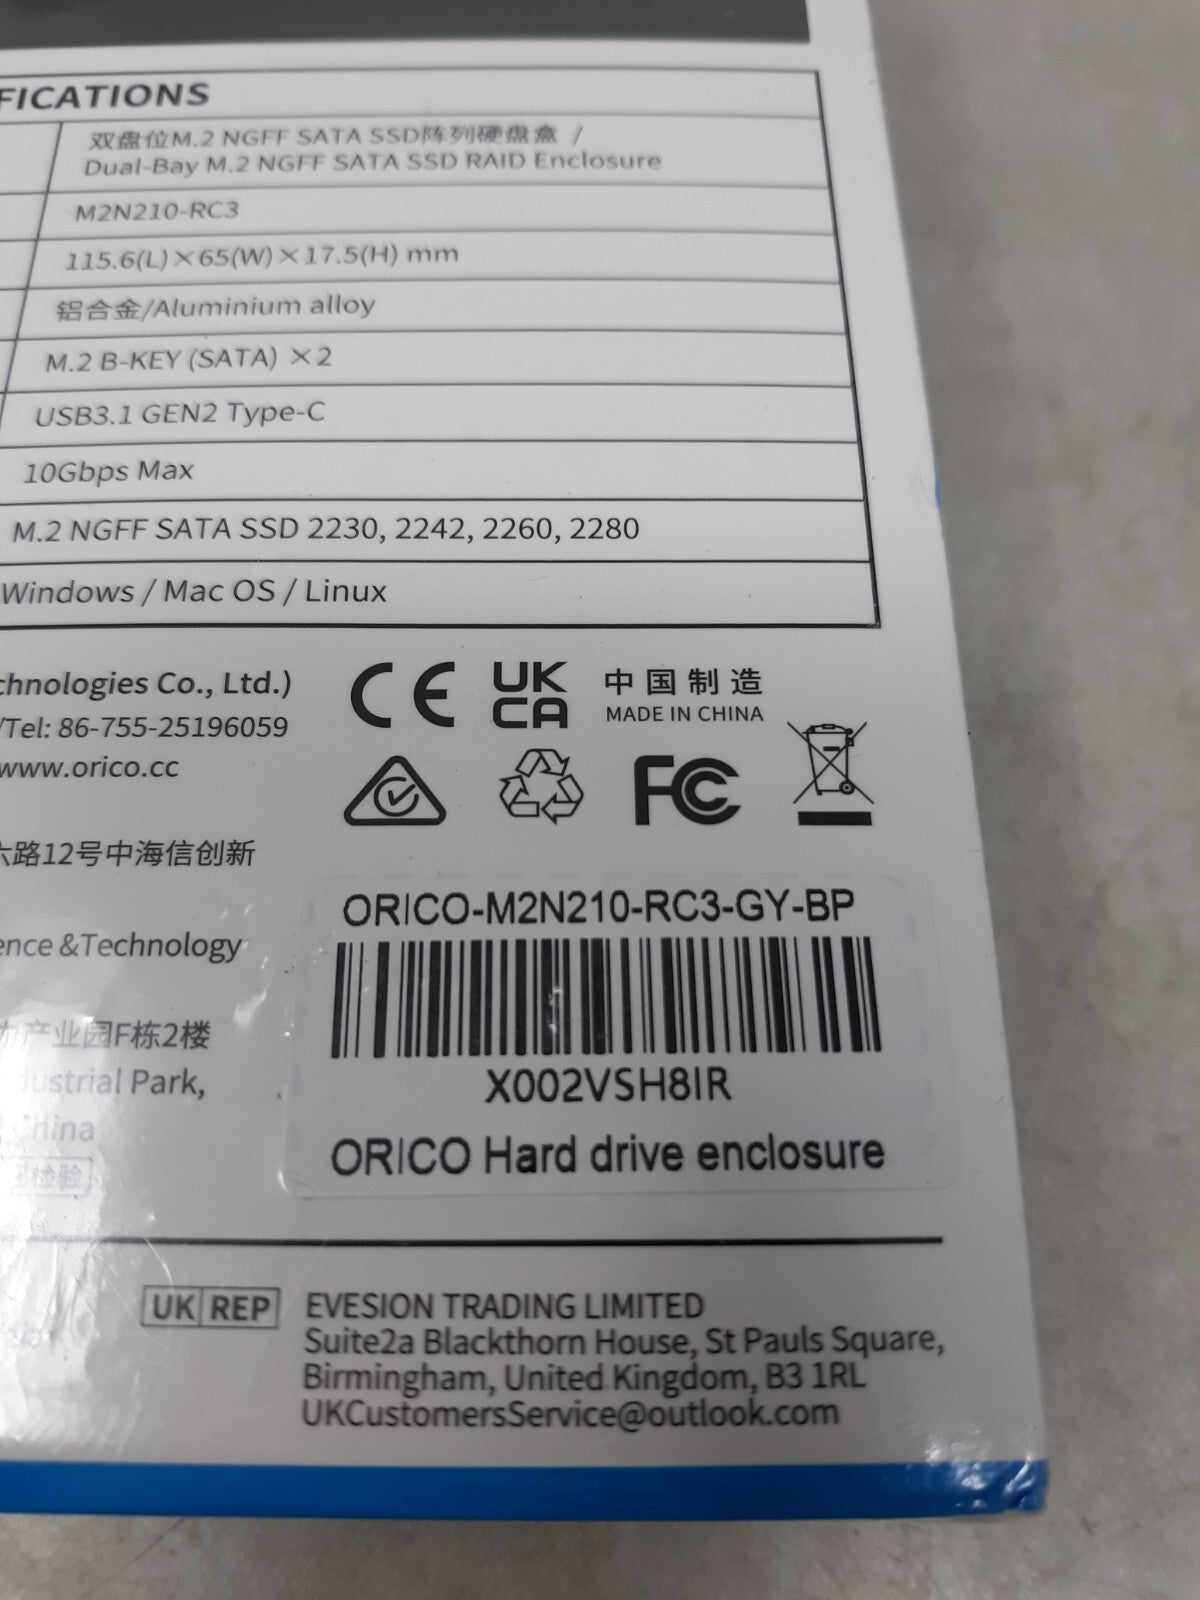 FICATIONS
双盘位M.2 NGFF SATA SSD阵列硬盘盒 /
Dual-Bay M.2 NGFF SATA SSD RAID Enclosure
M2N210-RC3
115.6(L)×65(W)×17.5(H) mm
铝合金/Aluminium alloy
M.2 B-KEY (SATA) ×2
USB3.1 GEN2 Type-C
10Gbps Max
M.2 NGFF SATA SSD 2230, 2242, 2260, 2280
Windows / Mac OS / Linux
chnologies Co., Ltd.)
/Tel: 86-755-25196059
www.orico.cc
CE
UK
CA
中国制造
MADE IN CHINA
FC
六路12号中海信创新
ence &Technology
产业园F栋2楼
dustrial Park,
China
检验
ORICO-M2N210-RC3-GY-BP
X002VSH8IR
ORICO Hard drive enclosure
UK REP
EVESION TRADING LIMITED
Suite2a Blackthorn House, St Pauls Square,
Birmingham, United Kingdom, B3 1RL
UKCustomersService@outlook.com